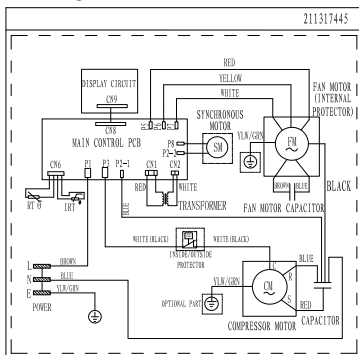 211317445
RED
YELLOW
WHITE
DISPLAY CIRCUIT
CN9
CN8
MAIN CONTROL PCB
P8
P2-2
SYNCHRONOUS
MOTOR
SM
YLW/GRN
FM
FAN MOTOR
(INTERNAL
PROTECTOR)
CN6
P1
P3
P2-1
CN1
CN2
RED
WHITE
BLUE
TRANSFORMER
BROWN
BLUE
FAN MOTOR CAPACITOR
BLACK
RT
IRT
WHITE (BLACK)
WHITE (BLACK)
INSIDE/OUTSIDE
PROTECTOR
L
BROWN
N
BLUE
E
YLW/GRN
POWER
YLW/GRN
OPTIONAL PART
C
R
S
CM
BLUE
RED
CAPACITOR
COMPRESSOR MOTOR